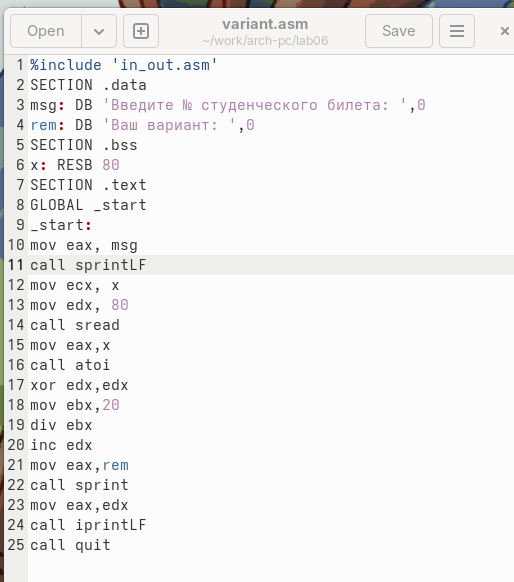 Open
variant.asm
~/work/arch-pc/lab06
Save
1 %include 'in_out.asm'
2 SECTION .data
3 msg: DB 'Введите № студенческого билета: ',0
4 rem: DB 'Ваш вариант: ',0
5 SECTION .bss
6 x: RESB 80
7 SECTION .text
8 GLOBAL _start
9 _start:
10 mov eax, msg
11 call sprintLF
12 mov ecx, x
13 mov edx, 80
14 call sread
15 mov eax,x
16 call atoi
17 xor edx,edx
18 mov ebx,20
19 div ebx
20 inc edx
21 mov eax,rem
22 call sprint
23 mov eax,edx
24 call iprintLF
25 call quit